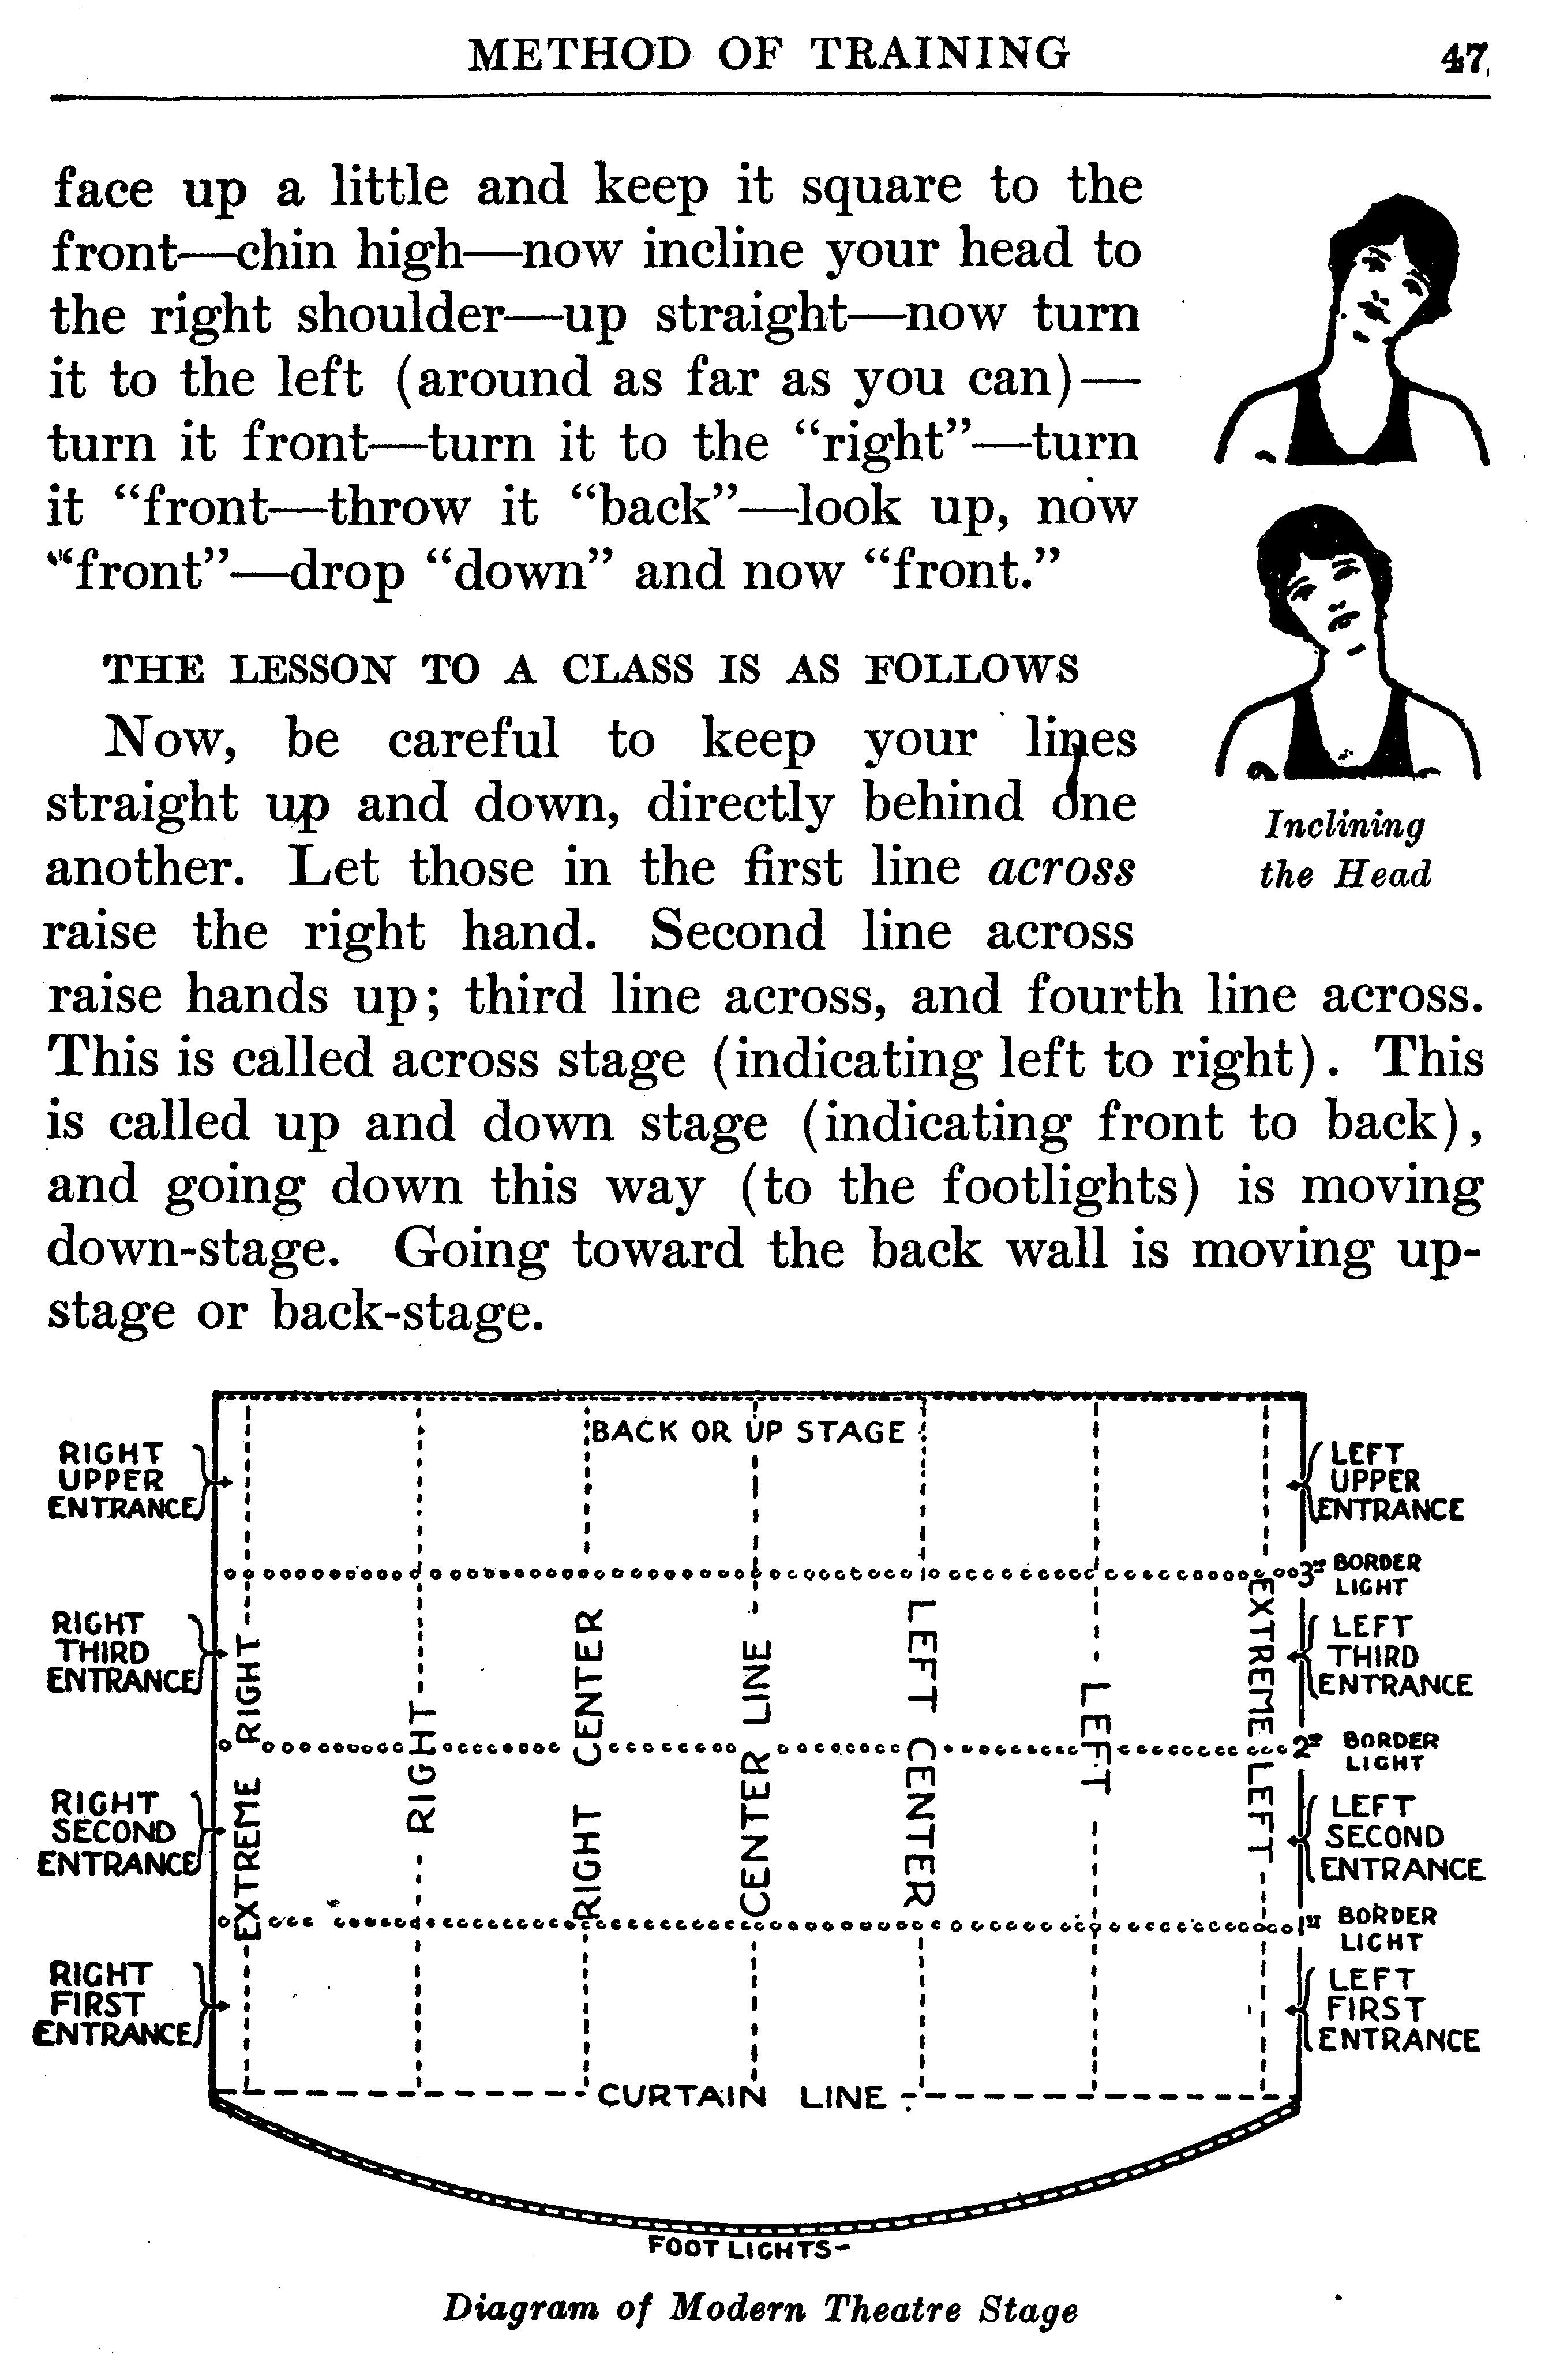 METHOD OF TRAINING 47
face up a little and keep it square to the
front—chin high—now incline your head to
the right shoulder—up straight—now turn
it to the left (around as far as you can)—
turn it front—turn it to the “right”—turn
it “front—throw it “back”—look up, now
“front”—drop “down” and now “front.”
THE LESSON TO A CLASS IS AS FOLLOWS
Now, be careful to keep your lines
straight up and down, directly behind one
another. Let those in the first line across
raise the right hand. Second line across
Inclining
the Head
raise hands up; third line across, and fourth line across.
This is called across stage (indicating left to right). This
is called up and down stage (indicating front to back),
and going down this way (to the footlights) is moving
down-stage. Going toward the back wall is moving up-
stage or back-stage.
BACK OR UP STAGE
RIGHT
UPPER
ENTRANCE
LEFT
UPPER
ENTRANCE
3RD BORDER
LIGHT
RIGHT
THIRD
ENTRANCE
LEFT
THIRD
ENTRANCE
EXTREME RIGHT
RIGHT
RIGHT CENTER
CENTER LINE
LEFT CENTER
LEFT
EXTREME LEFT
2ND BORDER
LIGHT
RIGHT
SECOND
ENTRANCE
LEFT
SECOND
ENTRANCE
1ST BORDER
LIGHT
RIGHT
FIRST
ENTRANCE
LEFT
FIRST
ENTRANCE
CURTAIN LINE
FOOT LIGHTS-
Diagram of Modern Theatre Stage